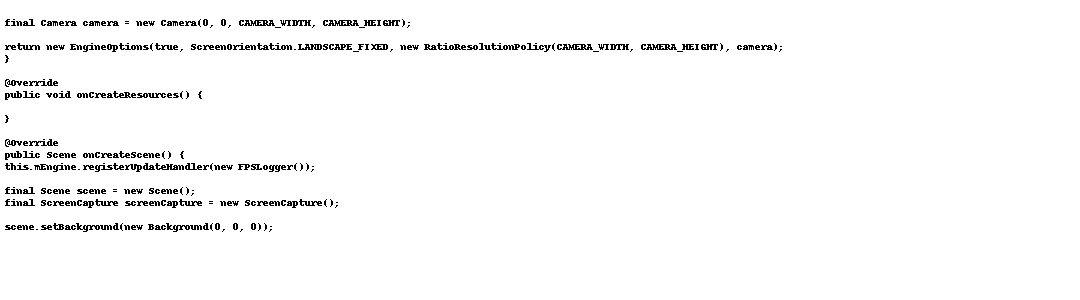 final Camera camera = new Camera(0, 0, CAMERA_WIDTH, CAMERA_HEIGHT);
return new EngineOptions(true, ScreenOrientation.LANDSCAPE_FIXED, new RatioResolutionPolicy(CAMERA_WIDTH, CAMERA_HEIGHT), camera);
}
@Override
public void onCreateResources() {
}
@Override
public Scene onCreateScene() {
this.mEngine.registerUpdateHandler(new FPSLogger());
final Scene scene = new Scene();
final ScreenCapture screenCapture = new ScreenCapture();
scene.setBackground(new Background(0, 0, 0));